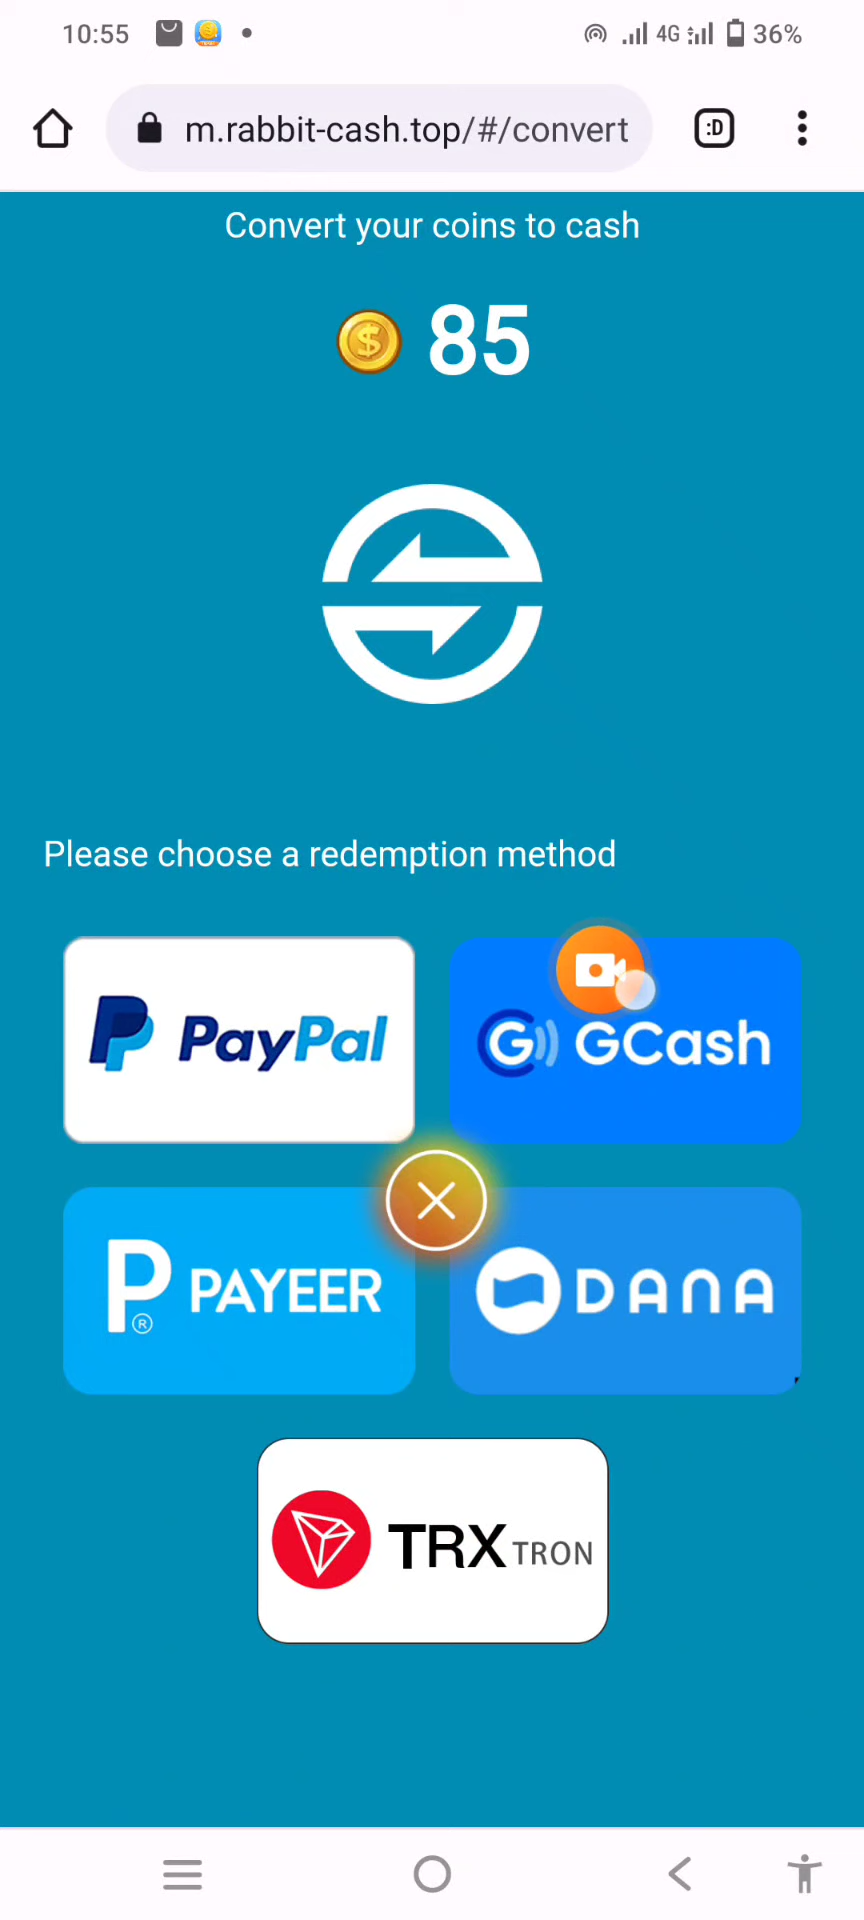 10:55
4G
36%
m.rabbit-cash.top/#/convert
:D
Convert your coins to cash
$ 85
Please choose a redemption method
PayPal
G GCash
P® PAYEER
DANA
TRX TRON